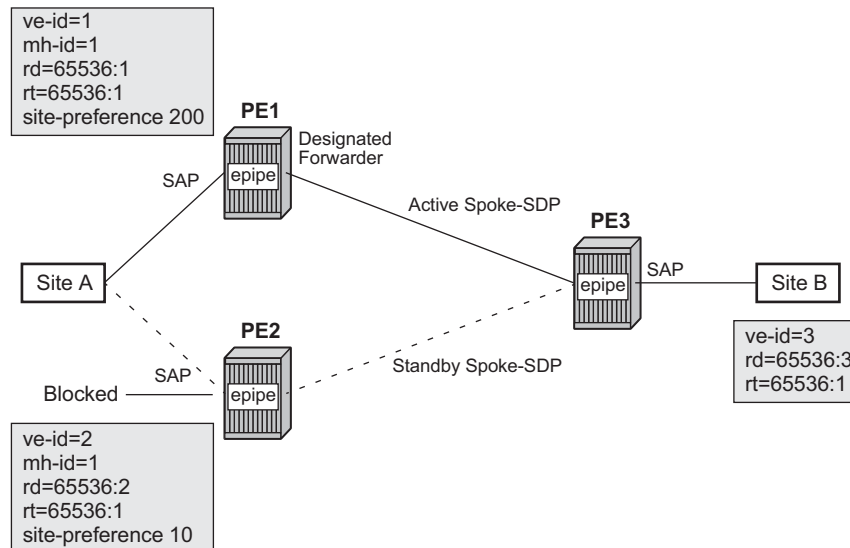 ve-id=1
mh-id=1
rd=65536:1
rt=65536:1
site-preference 200
PE1
Designated
Forwarder
epipe
SAP
Active Spoke-SDP
PE3
epipe
SAP
Site A
Site B
PE2
Standby Spoke-SDP
SAP
Blocked
epipe
ve-id=3
rd=65536:3
rt=65536:1
ve-id=2
mh-id=1
rd=65536:2
rt=65536:1
site-preference 10